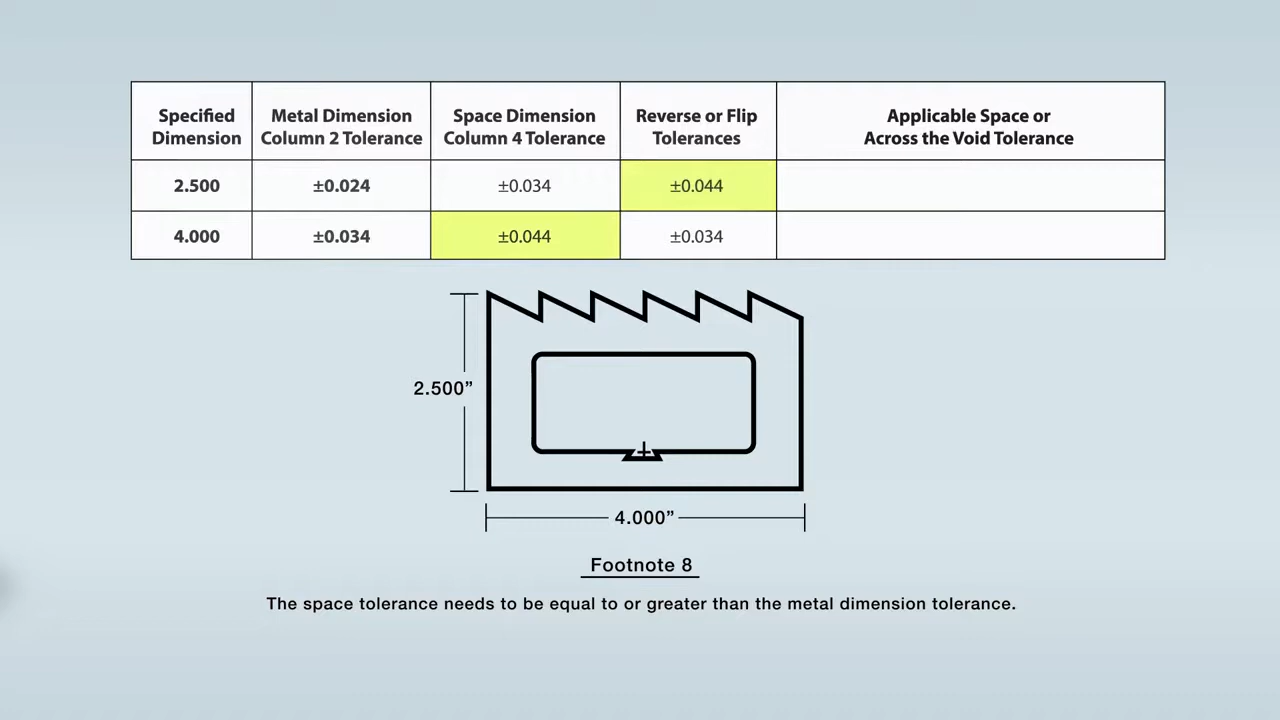 Specified Dimension
Metal Dimension Column 2 Tolerance
Space Dimension Column 4 Tolerance
Reverse or Flip Tolerances
Applicable Space or Across the Void Tolerance
2.500 ±0.024 ±0.034 ±0.044
4.000 ±0.034 ±0.044 ±0.034
2.500”
4.000”
Footnote 8
The space tolerance needs to be equal to or greater than the metal dimension tolerance.